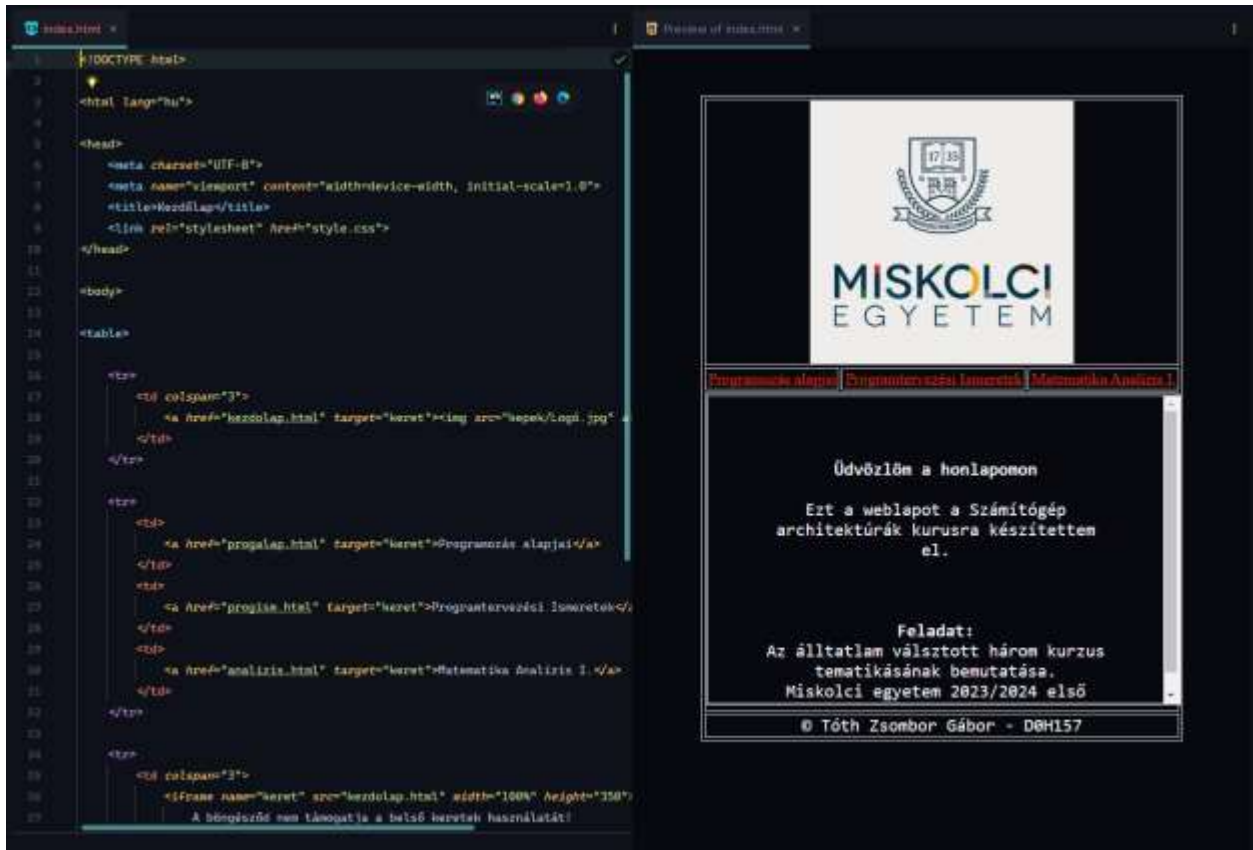 index.html
<!DOCTYPE html>
<html lang="hu">
<head>
<meta charset="UTF-8">
<meta name="viewport" content="width=device-width, initial-scale=1.0">
<title>Kezdőlap</title>
<link rel="stylesheet" href="style.css">
</head>
<body>
<table>
<tr>
<td colspan="3">
<a href="kezdolap.html" target="keret"><img src="kepek/Logó.jpg" a
</td>
</tr>
<tr>
<td>
<a href="progalap.html" target="keret">Programozás alapjai</a>
</td>
<td>
<a href="progism.html" target="keret">Programtervezési Ismeretek</
</td>
<td>
<a href="analizis.html" target="keret">Matematika Analízis I.</a>
</td>
</tr>
<tr>
<td colspan="3">
<iframe name="keret" src="kezdolap.html" width="100%" height="350">
A böngésződ nem támogatja a belső keretek használatát!
Preview of index.html
17 35
MISKOLCI
EGYETEM
Programozás alapjai Programtervezési Ismeretek Matematika Analízis I.
Üdvözlöm a honlapomon
Ezt a weblapot a Számítógép
architektúrák kurusra készítettem
el.
Feladat:
Az álltatlam válsztott három kurzus
tematikásának bemutatása.
Miskolci egyetem 2023/2024 első
© Tóth Zsombor Gábor - D0H157